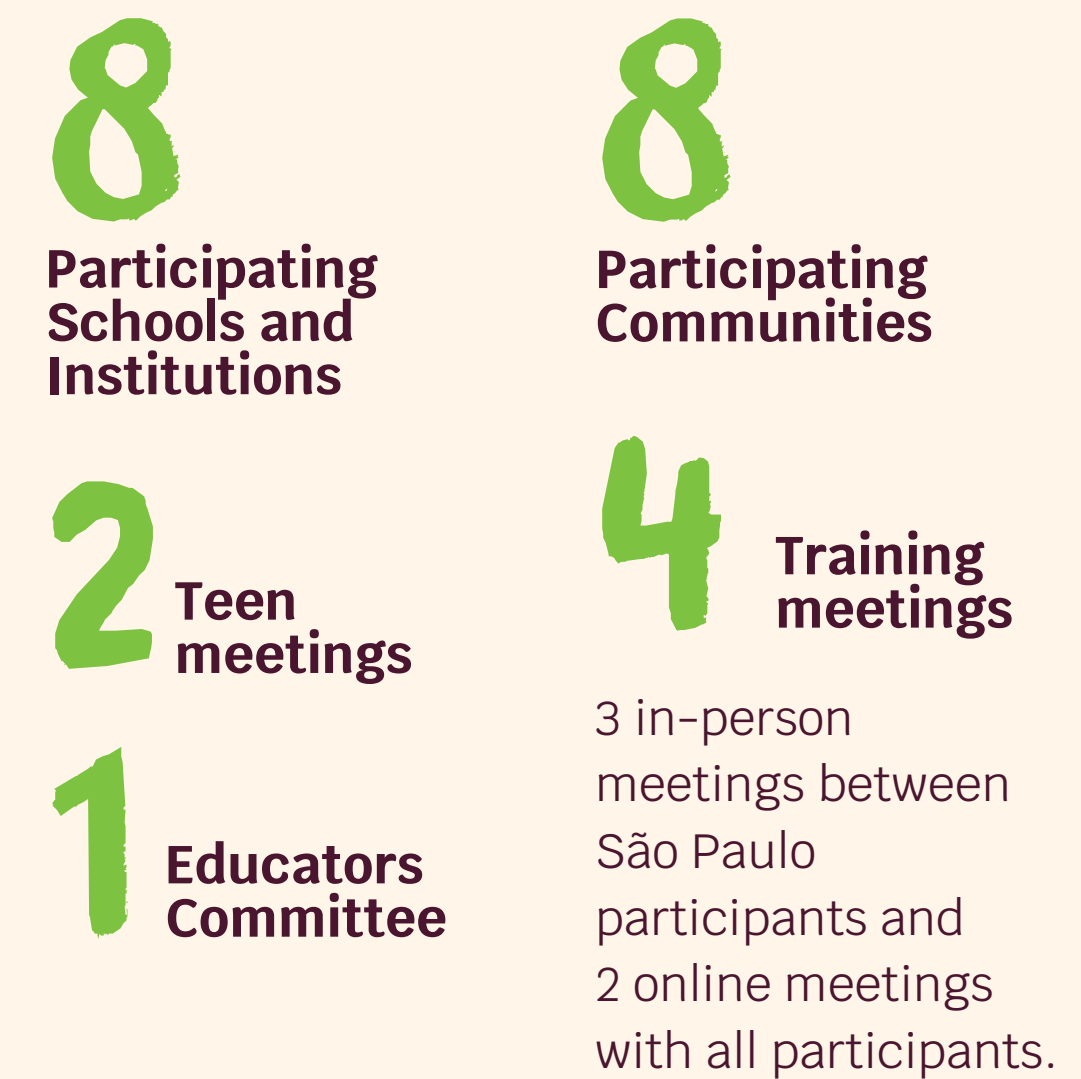 8
Participating
Schools and
Institutions
2
Teen
meetings
1
Educators
Committee
8
Participating
Communities
4
Training
meetings
3 in-person
meetings between
São Paulo
participants and
2 online meetings
with all participants.